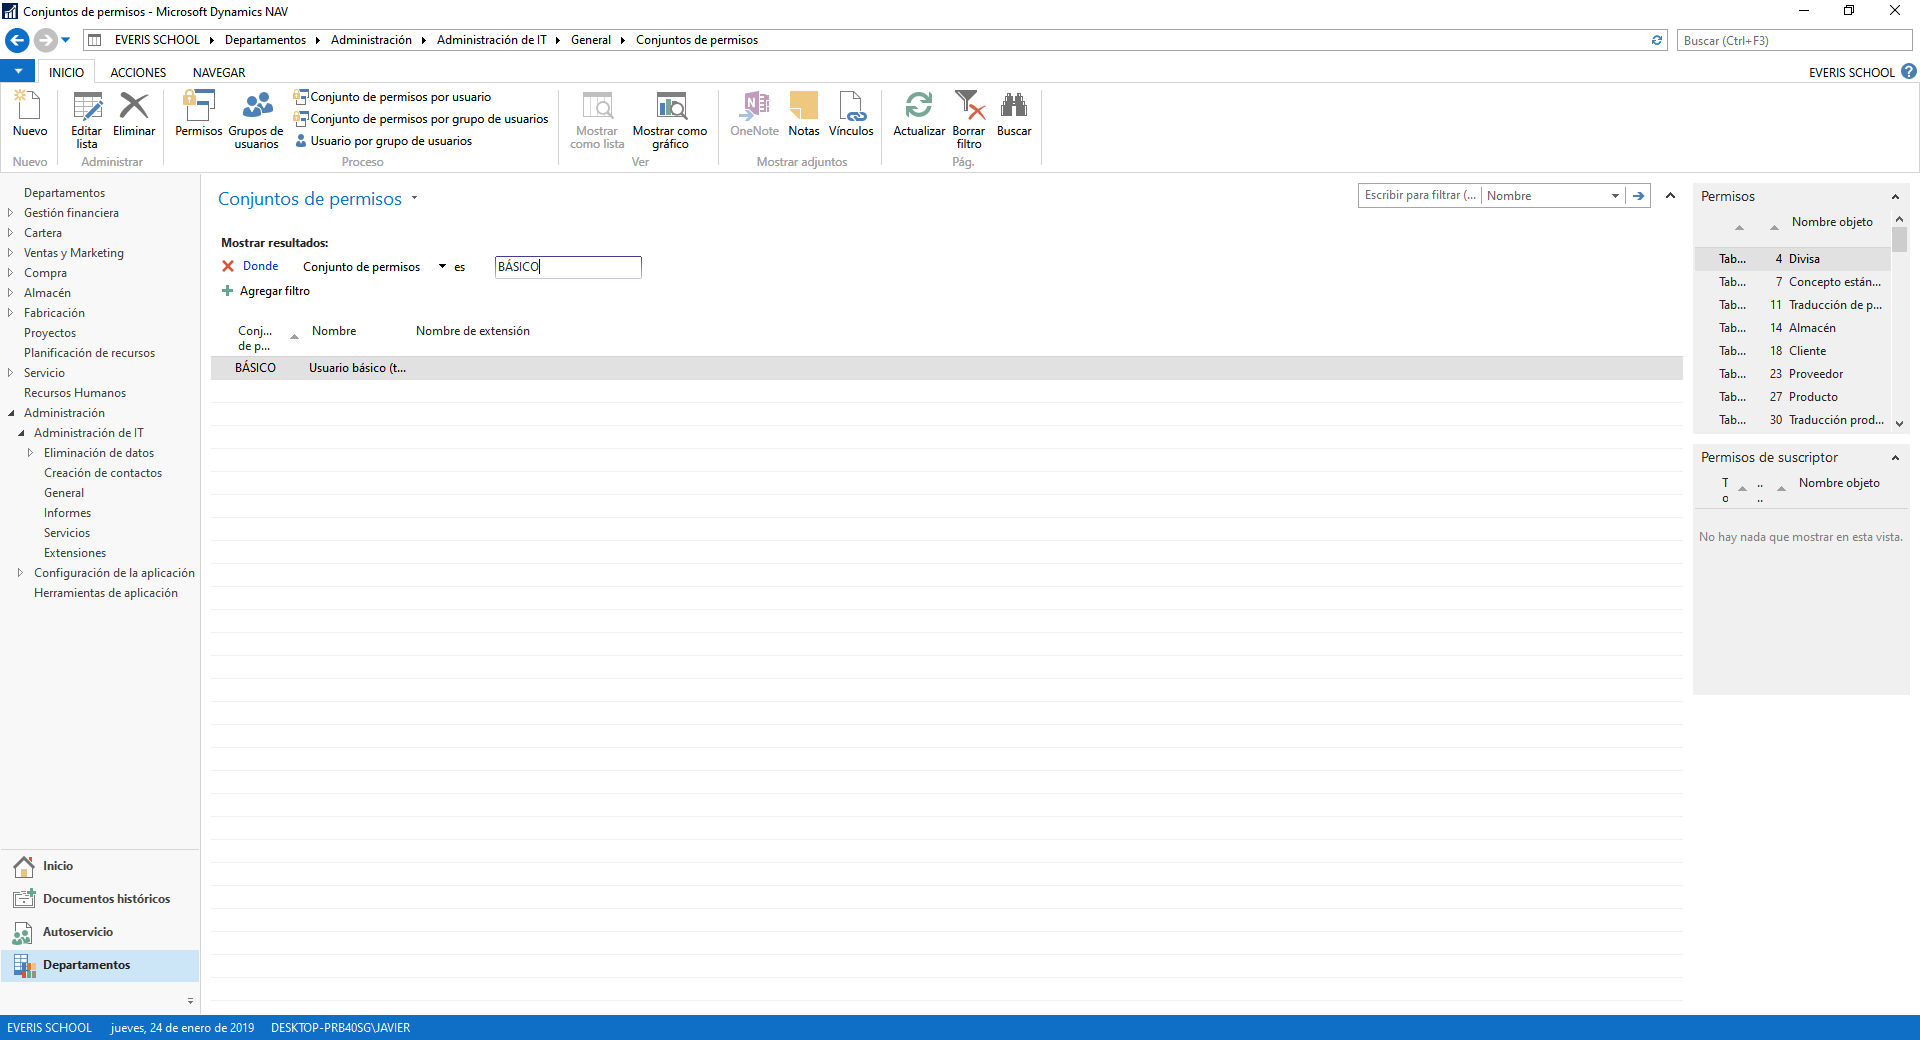 Conjuntos de permisos - Microsoft Dynamics NAV
EVERIS SCHOOL Departamentos Administración Administración de IT General Conjuntos de permisos
Buscar (Ctrl+F3)
INICIO ACCIONES NAVEGAR
EVERIS SCHOOL
Nuevo
Nuevo
Editar lista
Eliminar
Administrar
Permisos
Grupos de usuarios
Conjunto de permisos por usuario
Conjunto de permisos por grupo de usuarios
Usuario por grupo de usuarios
Proceso
Mostrar como lista
Mostrar como gráfico
Ver
OneNote
Notas
Vínculos
Mostrar adjuntos
Actualizar
Borrar filtro
Buscar
Pág.
Departamentos
Gestión financiera
Cartera
Ventas y Marketing
Compra
Almacén
Fabricación
Proyectos
Planificación de recursos
Servicio
Recursos Humanos
Administración
Administración de IT
Eliminación de datos
Creación de contactos
General
Informes
Servicios
Extensiones
Configuración de la aplicación
Herramientas de aplicación
Inicio
Documentos históricos
Autoservicio
Departamentos
Conjuntos de permisos
Escribir para filtrar (... Nombre
Mostrar resultados:
Donde Conjunto de permisos es BÁSICO
Agregar filtro
Conj... de p... Nombre Nombre de extensión
BÁSICO Usuario básico (t...
Permisos
Nombre objeto
Tab... 4 Divisa
Tab... 7 Concepto están...
Tab... 11 Traducción de p...
Tab... 14 Almacén
Tab... 18 Cliente
Tab... 23 Proveedor
Tab... 27 Producto
Tab... 30 Traducción prod...
Permisos de suscriptor
T .. Nombre objeto
o ..
No hay nada que mostrar en esta vista.
EVERIS SCHOOL jueves, 24 de enero de 2019 DESKTOP-PRB40SG\JAVIER